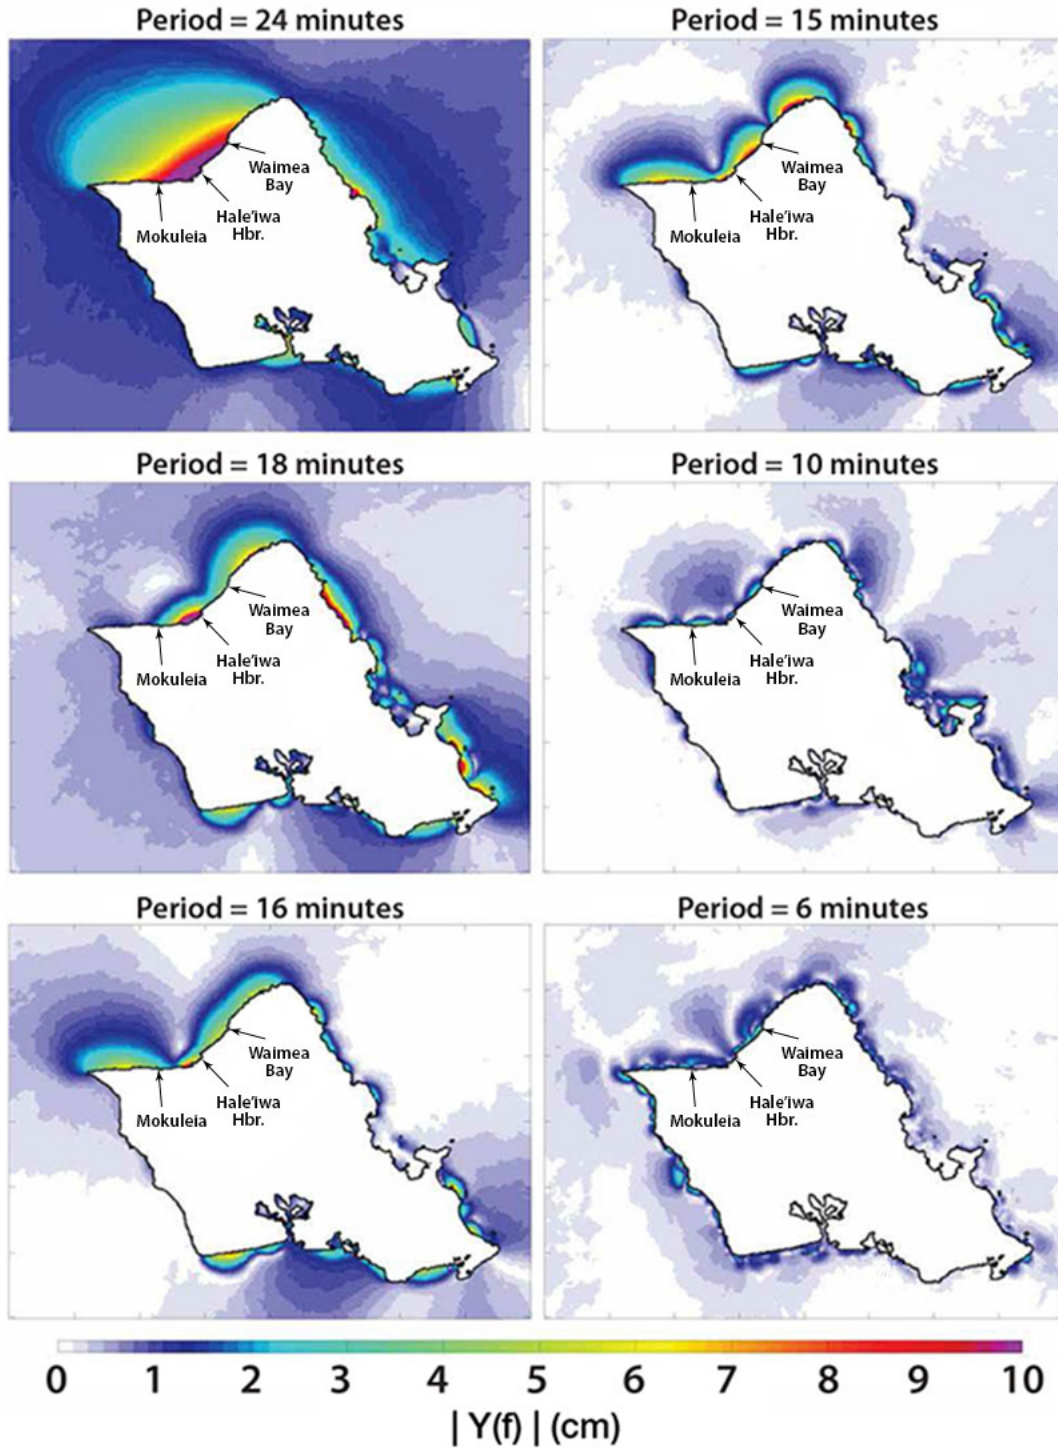 Period = 24 minutes
Waimea
Bay
Hale'iwa
Hbr.
Mokuleia
Period = 15 minutes
Waimea
Bay
Hale'iwa
Hbr.
Mokuleia
Period = 18 minutes
Waimea
Bay
Hale'iwa
Hbr.
Mokuleia
Period = 10 minutes
Waimea
Bay
Hale'iwa
Hbr.
Mokuleia
Period = 16 minutes
Waimea
Bay
Hale'iwa
Hbr.
Mokuleia
Period = 6 minutes
Waimea
Bay
Hale'iwa
Hbr.
Mokuleia
0 1 2 3 4 5 6 7 8 9 10
| Y(f) | (cm)